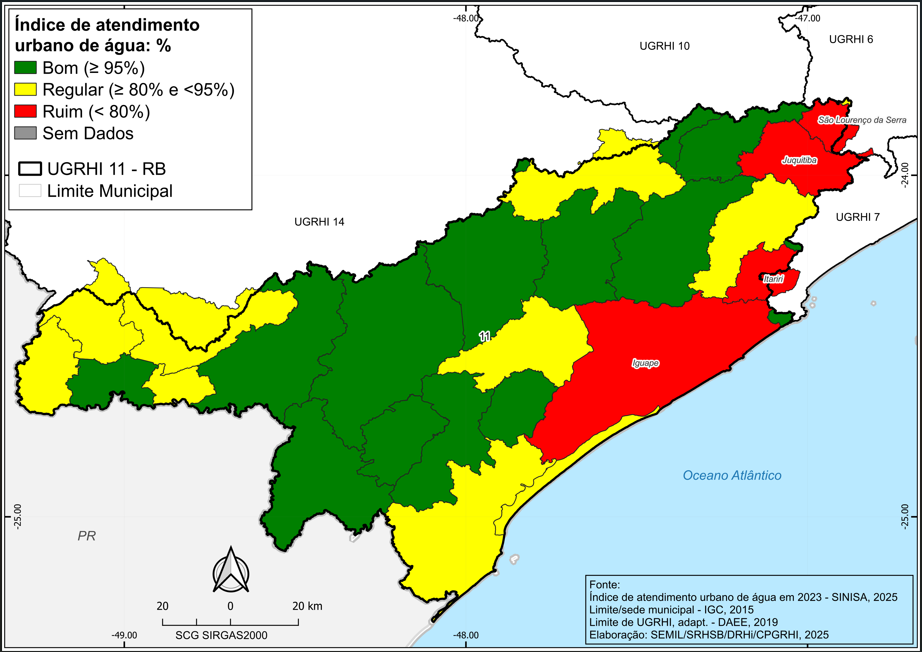 -48.00
-47.00
Índice de atendimento
urbano de água: %
Bom (≥ 95%)
Regular (≥ 80% e <95%)
Ruim (< 80%)
Sem Dados
UGRHI 11 - RB
Limite Municipal
UGRHI 10
UGRHI 6
São Lourenço da Serra
Juquitiba
-24.00
-24.00
UGRHI 14
UGRHI 7
Itariri
11
Iguape
Oceano Atlântico
-25.00
-25.00
PR
20 0 20 km
SCG SIRGAS2000
-49.00
-48.00
Fonte:
Índice de atendimento urbano de água em 2023 - SINISA, 2025
Limite/sede municipal - IGC, 2015
Limite de UGRHI, adapt. - DAEE, 2019
Elaboração: SEMIL/SRHSB/DRHi/CPGRHI, 2025